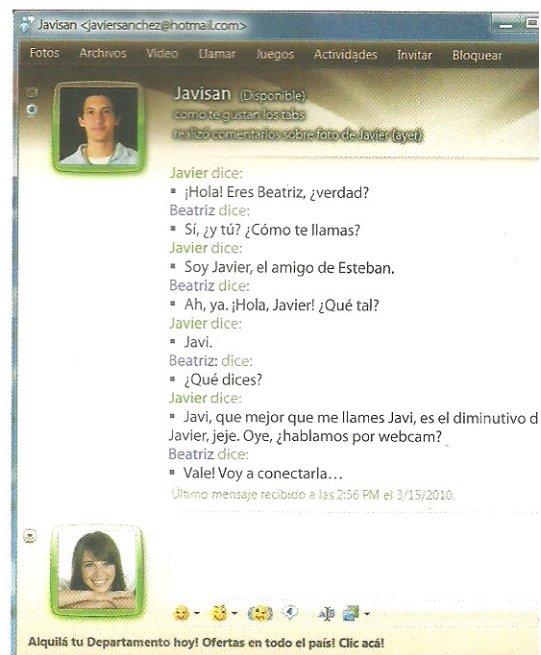 Javisan <javiersanchez@hotmail.com>
Fotos Archivos Video Llamar Juegos Actividades Invitar Bloquear
Javisan (Disponible)
como te gustan los tabs
realizó comentarios sobre foto de Javier (ayer)
Javier dice:
▪ ¡Hola! Eres Beatriz, ¿verdad?
Beatriz dice:
▪ Sí, ¿y tú? ¿Cómo te llamas?
Javier dice:
▪ Soy Javier, el amigo de Esteban.
Beatriz dice:
▪ Ah, ya. ¡Hola, Javier! ¿Qué tal?
Javier dice:
▪ Javi.
Beatriz: dice:
▪ ¿Qué dices?
Javier dice:
▪ Javi, que mejor que me llames Javi, es el diminutivo d
Javier, jeje. Oye, ¿hablamos por webcam?
Beatriz dice:
▪ Vale! Voy a conectarla…
Último mensaje recibido a las 2:56 PM el 3/15/2010.
Alquilá tu Departamento hoy! Ofertas en todo el país! Clic acá!